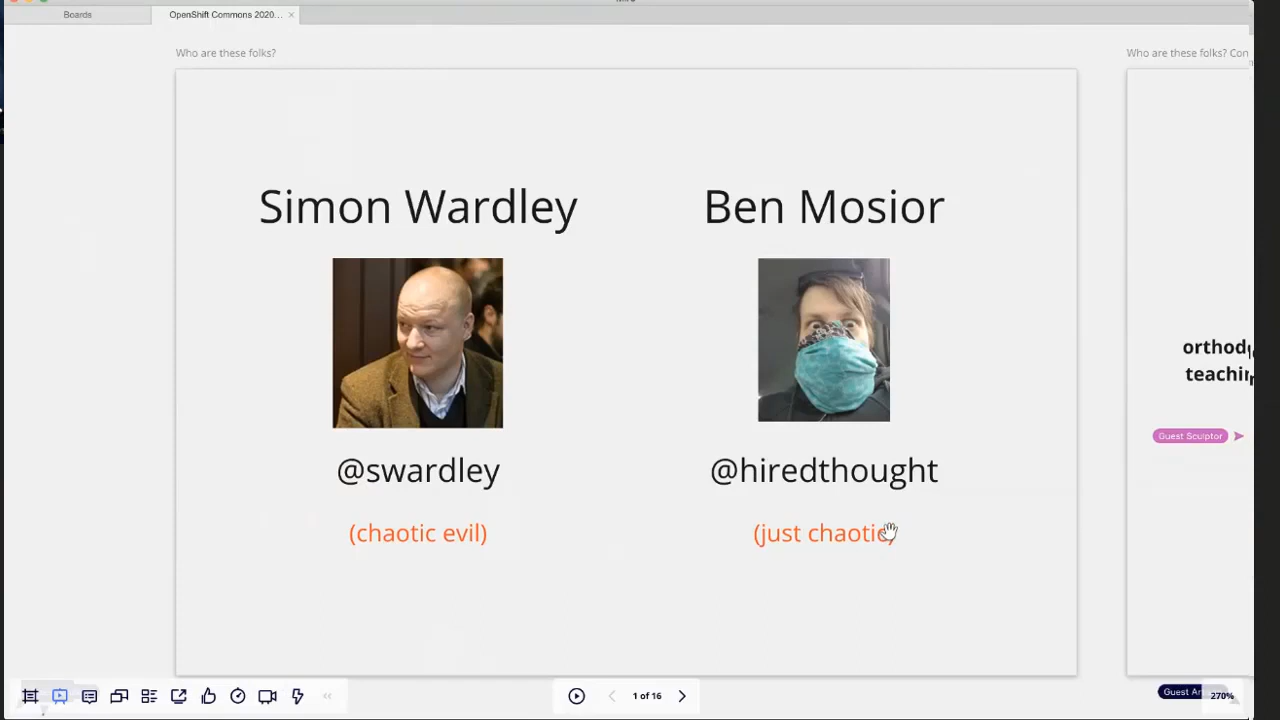 Boards
OpenShift Commons 2020...
Who are these folks?
Who are these folks? Con
Simon Wardley
Ben Mosior
@swardley
@hiredthought
(chaotic evil)
(just chaotic)
Guest Sculptor
1 of 16
270%